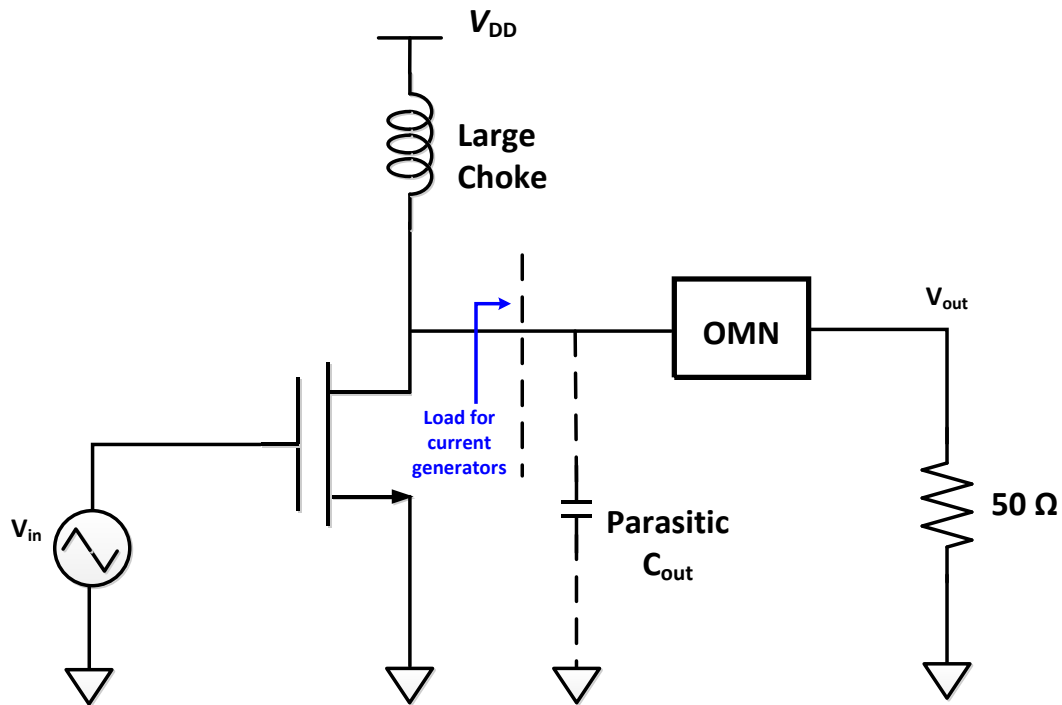 VDD
Large
Choke
Vout
OMN
Load for
current
generators
Vin
Parasitic
Cout
50 Ω